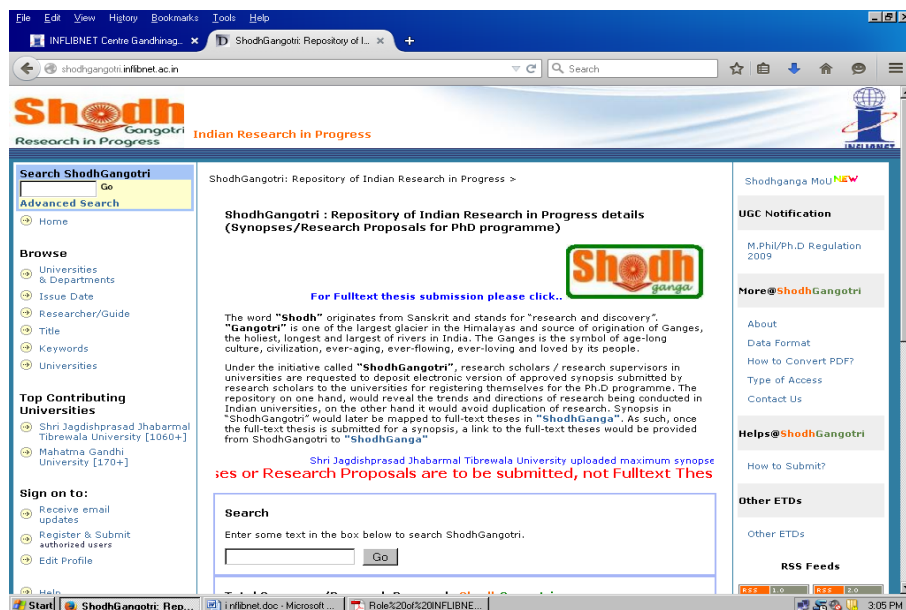 File Edit View History Bookmarks Tools Help
INFLIBNET Centre Gandhinag... ShodhGangotri: Repository of I...
shodhgangotri.inflibnet.ac.in Search
Shodh
Gangotri
Research in Progress
Indian Research in Progress
INFLIBNET
Search ShodhGangotri
Go
Advanced Search
Home
Browse
Universities
& Departments
Issue Date
Researcher/Guide
Title
Keywords
Universities
Top Contributing
Universities
Shri Jagdishprasad Jhabarmal
Tibrewala University [1060+]
Mahatma Gandhi
University [170+]
Sign on to:
Receive email
updates
Register & Submit
authorized users
Edit Profile
Help
ShodhGangotri: Repository of Indian Research in Progress >
ShodhGangotri : Repository of Indian Research in Progress details
(Synopses/Research Proposals for PhD programme)
Shodh
ganga
For Fulltext thesis submission please click..
The word "Shodh" originates from Sanskrit and stands for "research and discovery".
"Gangotri" is one of the largest glacier in the Himalayas and source of origination of Ganges,
the holiest, longest and largest of rivers in India. The Ganges is the symbol of age-long
culture, civilization, ever-aging, ever-flowing, ever-loving and loved by its people.
Under the initiative called "ShodhGangotri", research scholars / research supervisors in
universities are requested to deposit electronic version of approved synopsis submitted by
research scholars to the universities for registering themselves for the Ph.D programme. The
repository on one hand, would reveal the trends and directions of research being conducted in
Indian universities, on the other hand it would avoid duplication of research. Synopsis in
"ShodhGangotri" would later be mapped to full-text theses in "ShodhGanga". As such, once
the full-text thesis is submitted for a synopsis, a link to the full-text theses would be provided
from ShodhGangotri to "ShodhGanga"
Shri Jagdishprasad Jhabarmal Tibrewala University uploaded maximum synopse
ses or Research Proposals are to be submitted, not Fulltext Thes
Search
Enter some text in the box below to search ShodhGangotri.
Go
Shodhganga MoU NEW
UGC Notification
M.Phil/Ph.D Regulation
2009
More@ShodhGangotri
About
Data Format
How to Convert PDF?
Type of Access
Contact Us
Helps@ShodhGangotri
How to Submit?
Other ETDs
Other ETDs
RSS Feeds
RSS 1.0 RSS 2.0
Start ShodhGangotri: Rep... inflibnet.doc - Microsoft ... Role%20of%20INFLIBNE... 3:05 PM